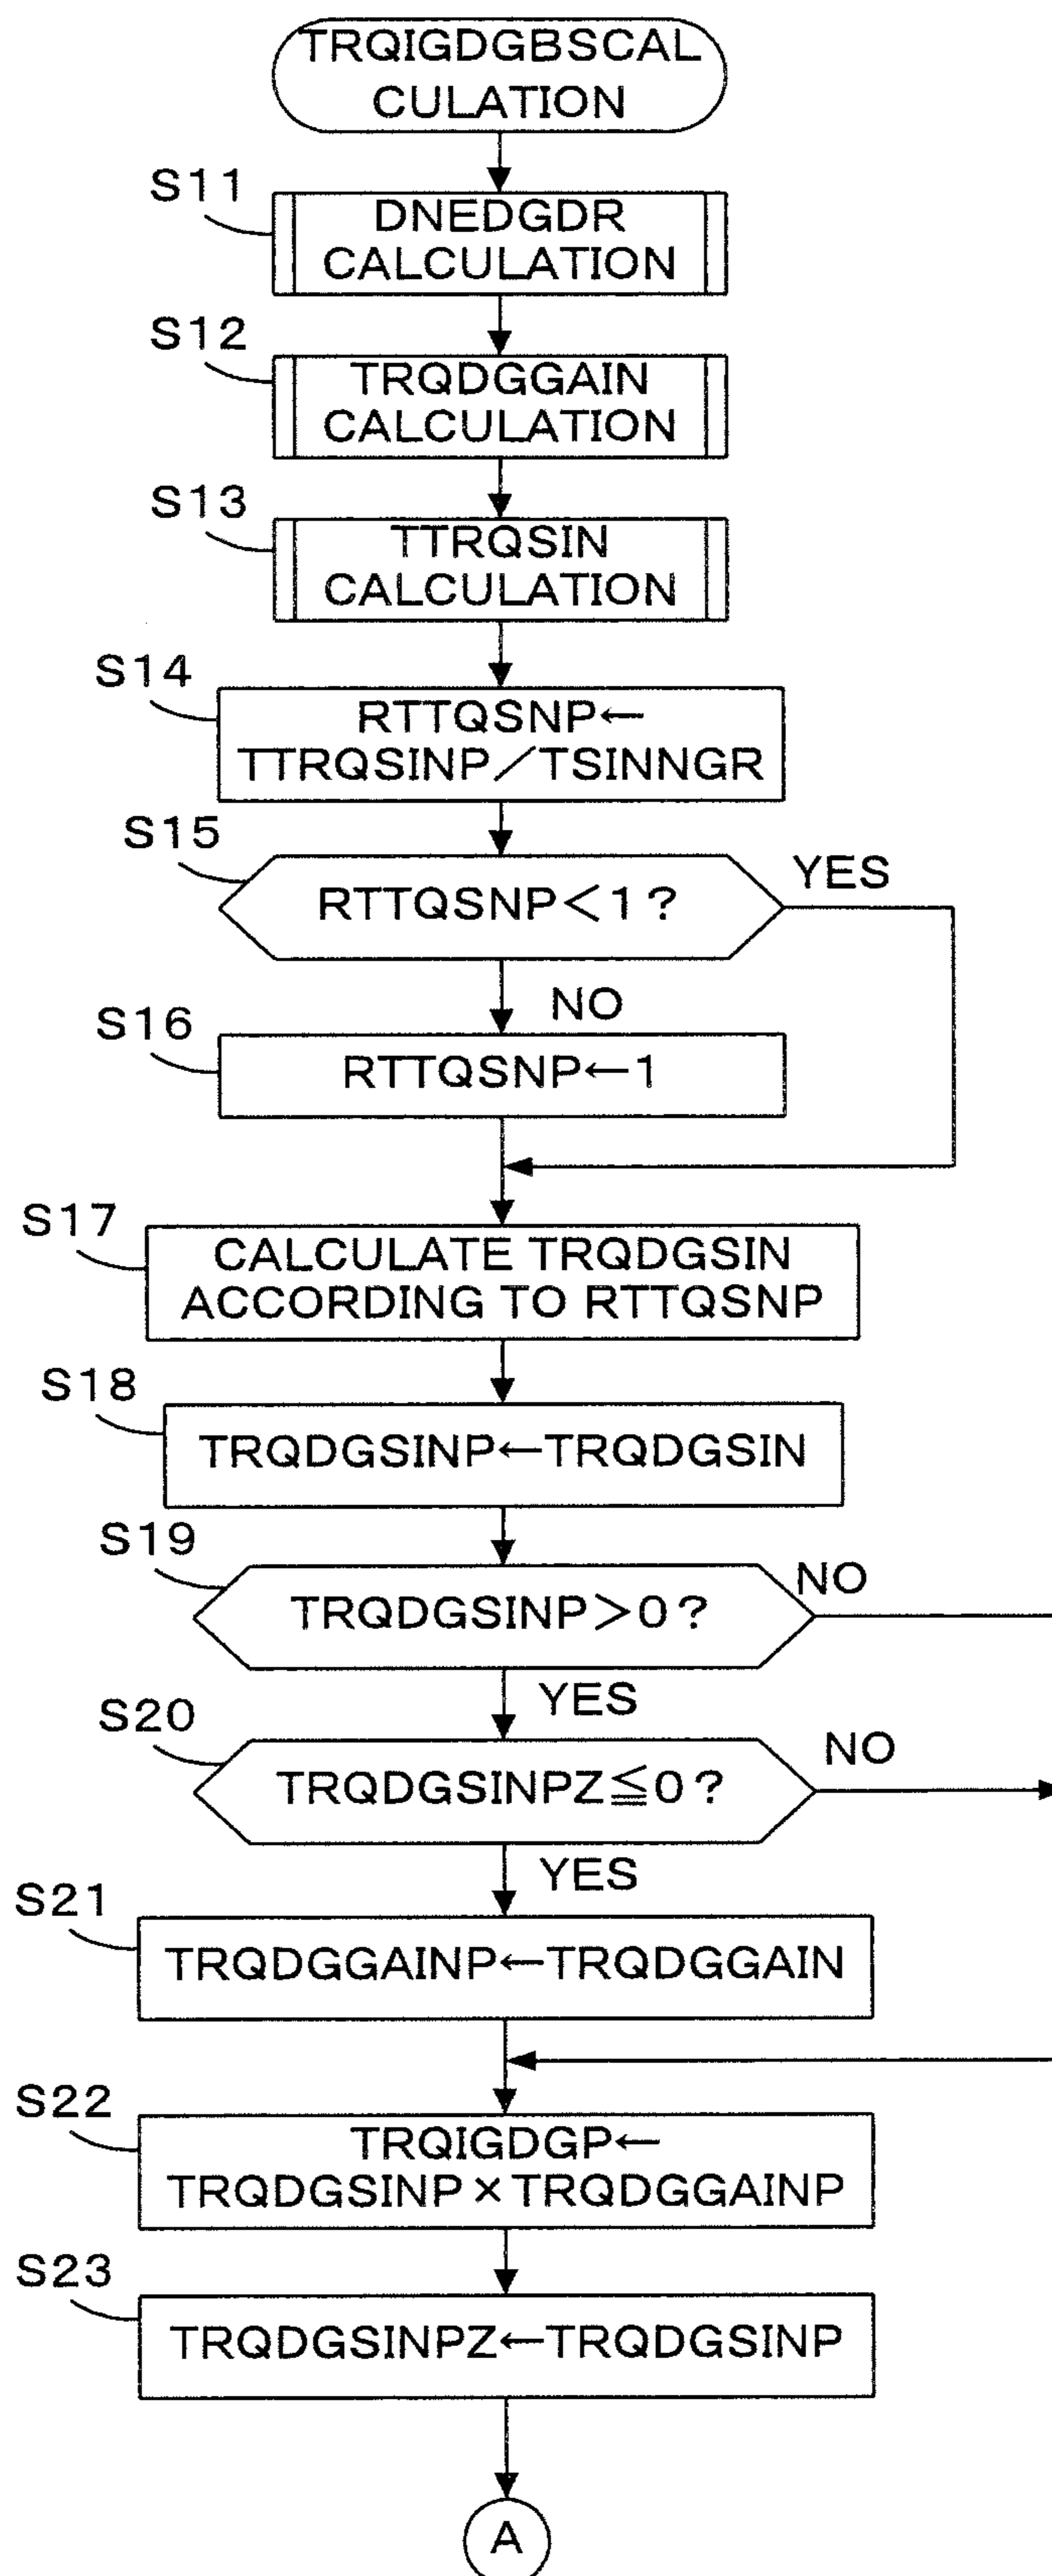 TRQIGDGBSCAL
CULATION
S11
DNEDGDR
CALCULATION
S12
TRQDGGAIN
CALCULATION
S13
TTRQSIN
CALCULATION
S14
RTTQSNP←
TTRQSINP／TSINNGR
S15
RTTQSNP＜1？
YES
NO
S16
RTTQSNP←1
S17
CALCULATE TRQDGSIN
ACCORDING TO RTTQSNP
S18
TRQDGSINP←TRQDGSIN
S19
TRQDGSINP＞0？
NO
YES
S20
TRQDGSINPZ≦0？
NO
YES
S21
TRQDGGAINP←TRQDGGAIN
S22
TRQIGDGP←
TRQDGSINP×TRQDGGAINP
S23
TRQDGSINPZ←TRQDGSINP
A